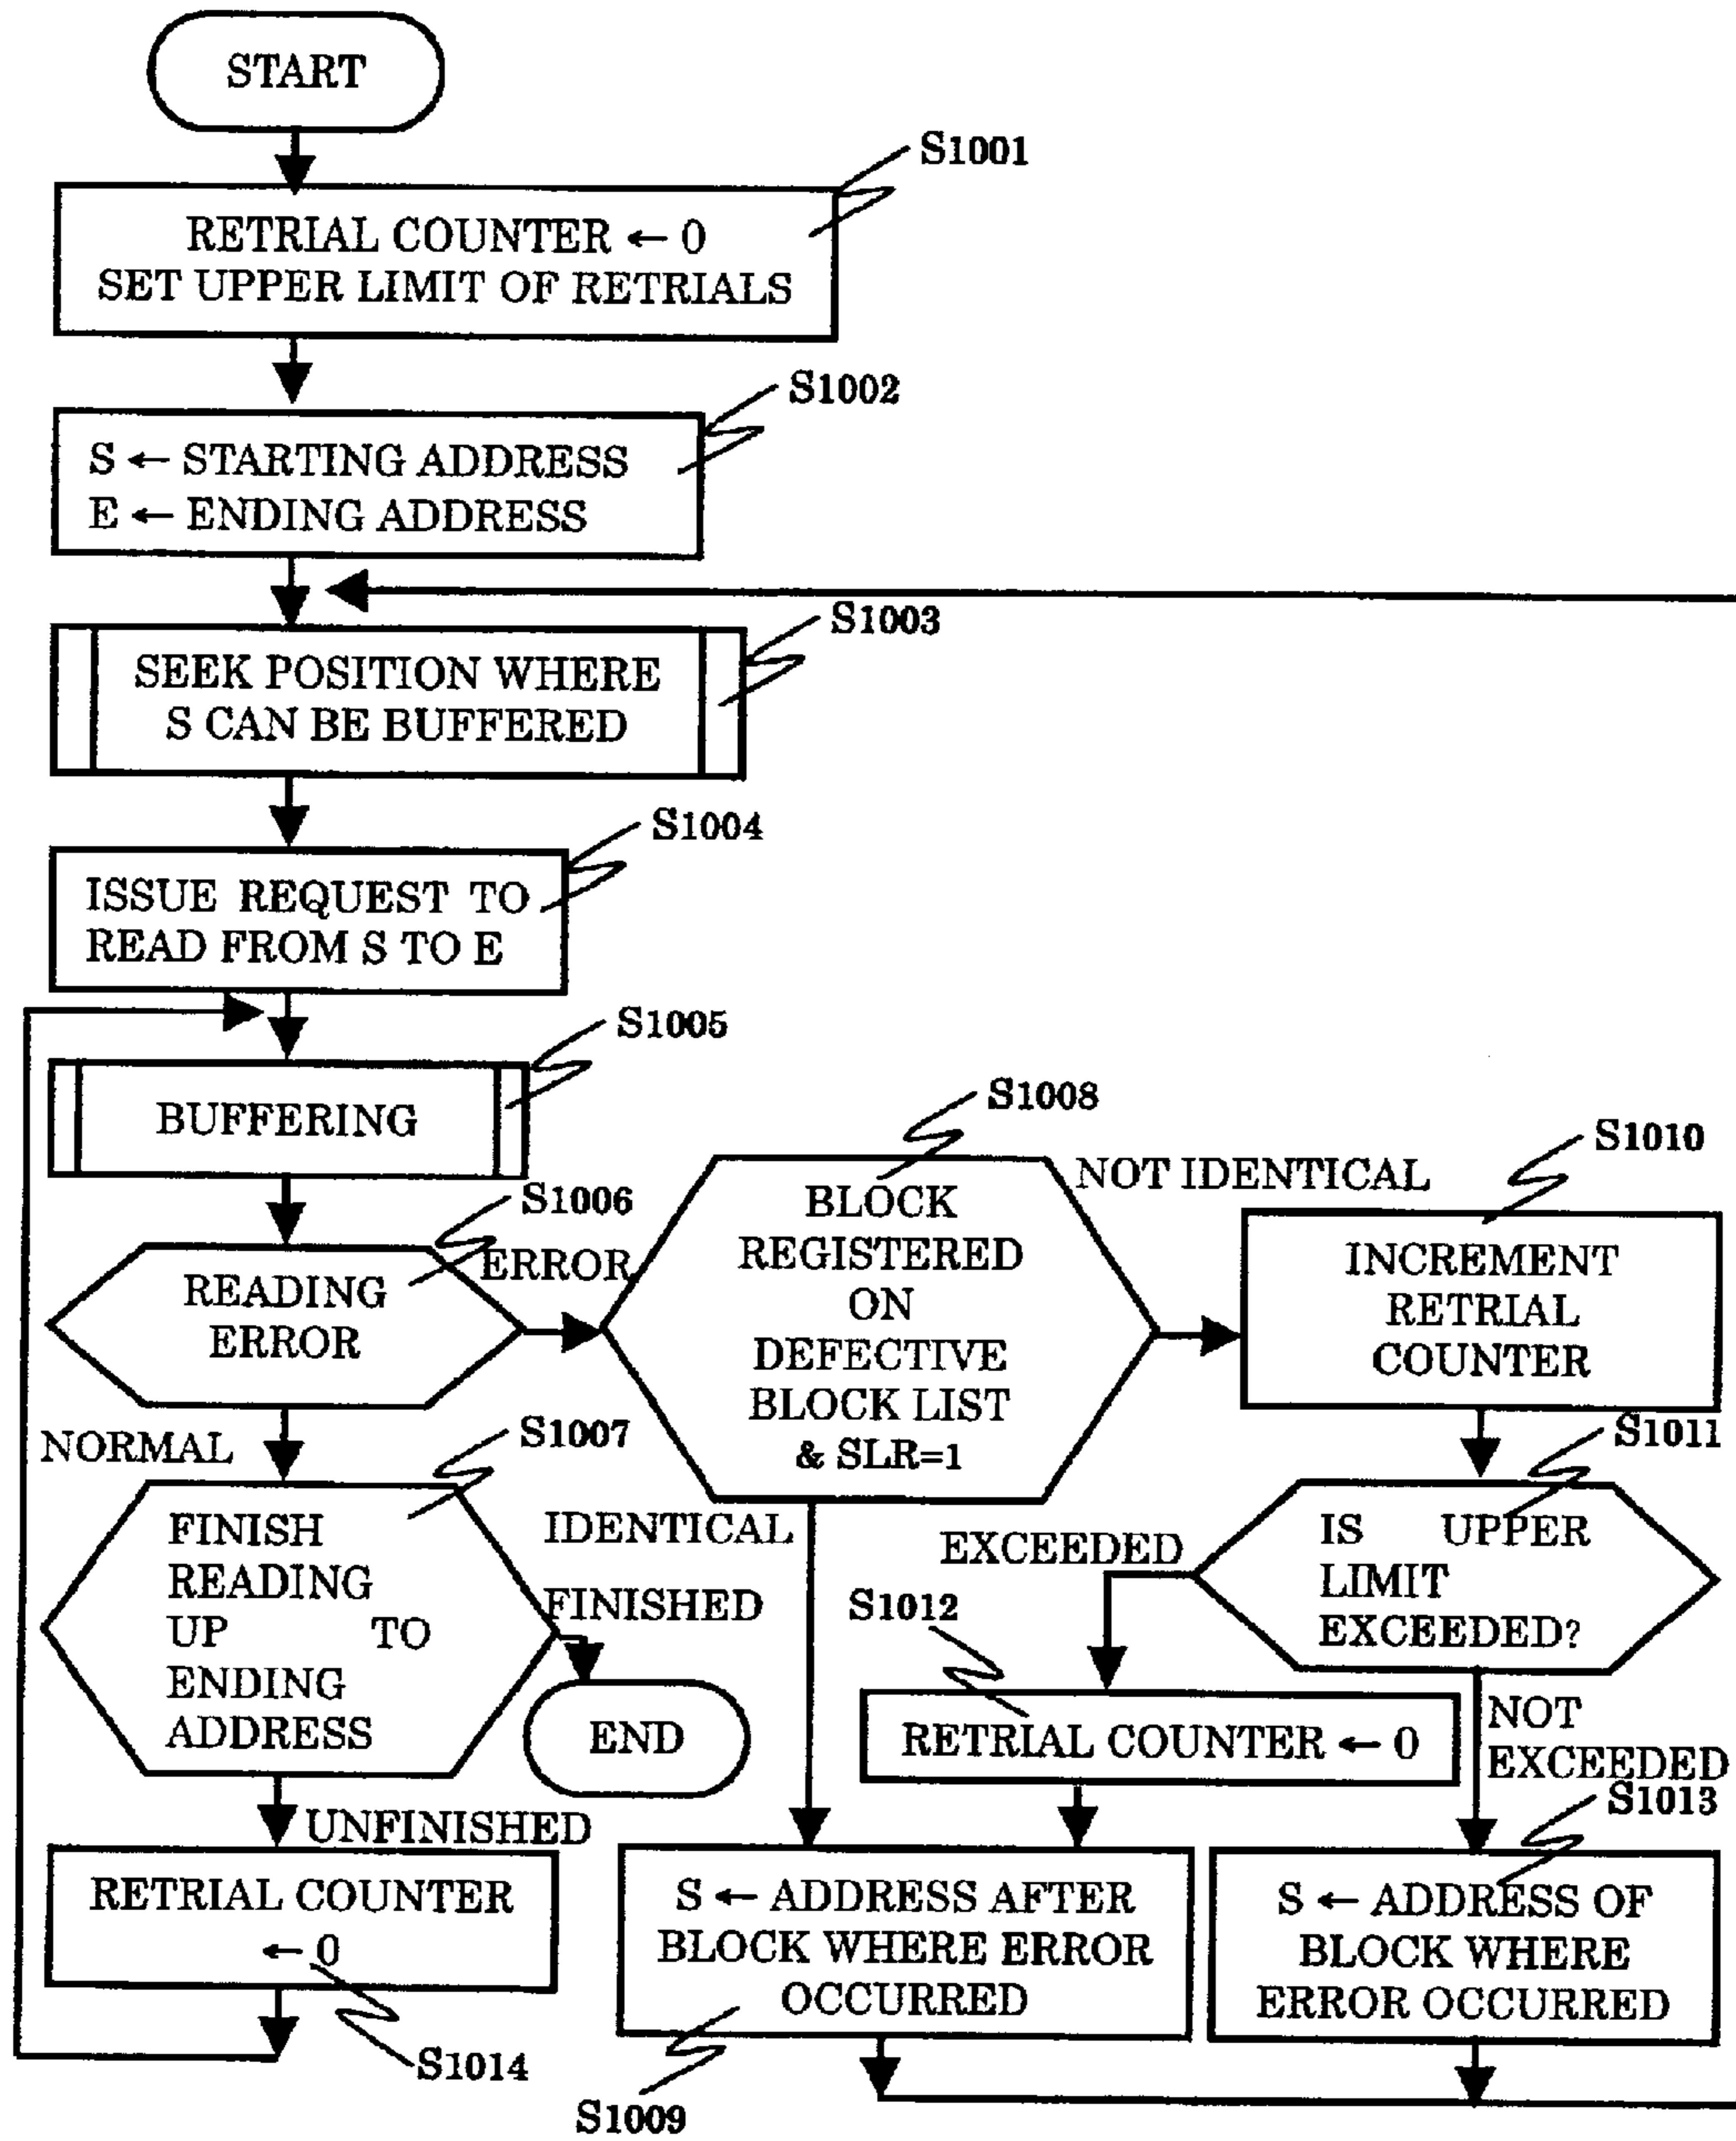 START
S1001
RETRIAL COUNTER ← 0
SET UPPER LIMIT OF RETRIALS
S1002
S ← STARTING ADDRESS
E ← ENDING ADDRESS
S1003
SEEK POSITION WHERE
S CAN BE BUFFERED
S1004
ISSUE REQUEST TO
READ FROM S TO E
S1005
BUFFERING
S1006
READING
ERROR
ERROR
NORMAL
S1007
FINISH
READING
UP TO
ENDING
ADDRESS
FINISHED
END
UNFINISHED
RETRIAL COUNTER
← 0
S1014
S1008
BLOCK
REGISTERED
ON
DEFECTIVE
BLOCK LIST
& SLR=1
NOT IDENTICAL
IDENTICAL
S1010
INCREMENT
RETRIAL
COUNTER
S1011
IS UPPER
LIMIT
EXCEEDED?
EXCEEDED
S1012
RETRIAL COUNTER ← 0
NOT
EXCEEDED
S1013
S ← ADDRESS AFTER
BLOCK WHERE ERROR
OCCURRED
S1009
S ← ADDRESS OF
BLOCK WHERE
ERROR OCCURRED